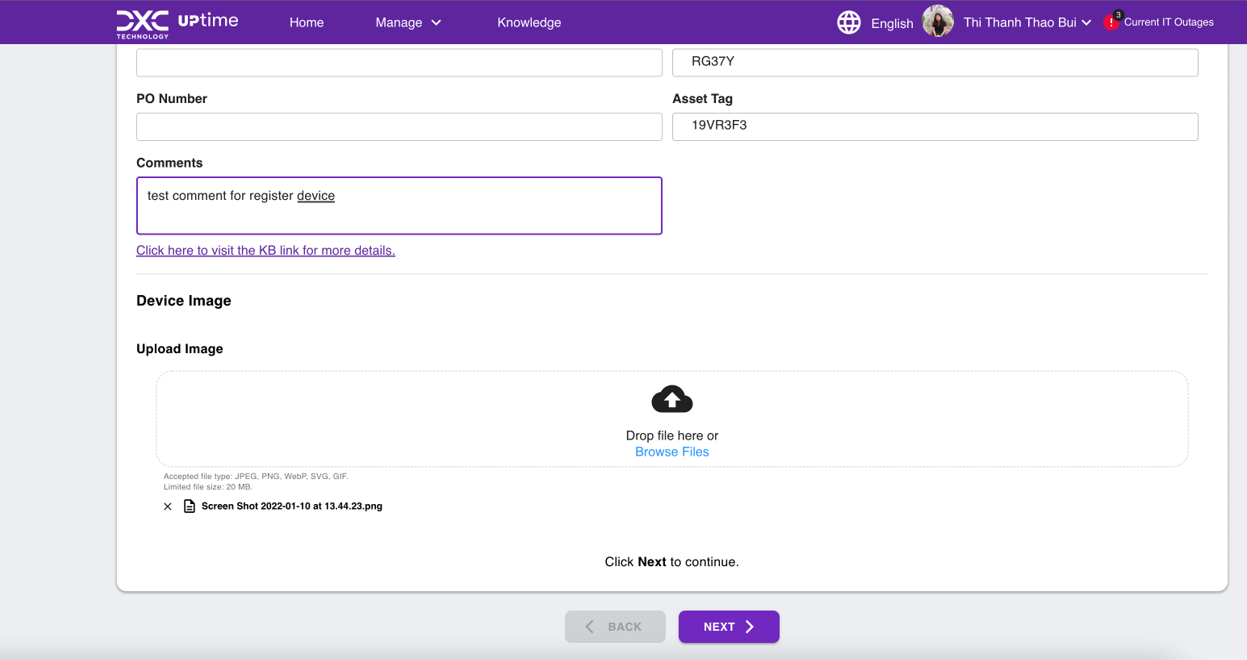 DXC TECHNOLOGY UPtime Home Manage Knowledge English Thi Thanh Thao Bui ! 3 Current IT Outages
RG37Y
PO Number Asset Tag
19VR3F3
Comments
test comment for register device
Click here to visit the KB link for more details.
Device Image
Upload Image
Drop file here or
Browse Files
Accepted file type: JPEG, PNG, WebP, SVG, GIF.
Limited file size: 20 MB.
Screen Shot 2022-01-10 at 13.44.23.png
Click Next to continue.
BACK NEXT